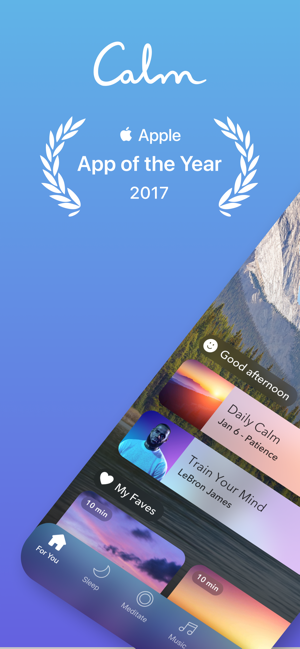 Calm
Apple
App of the Year
2017
Good afternoon
Daily Calm
Jan 6 · Patience
Train Your Mind
LeBron James
My Faves
10 min
10 min
For You
Sleep
Meditate
Music